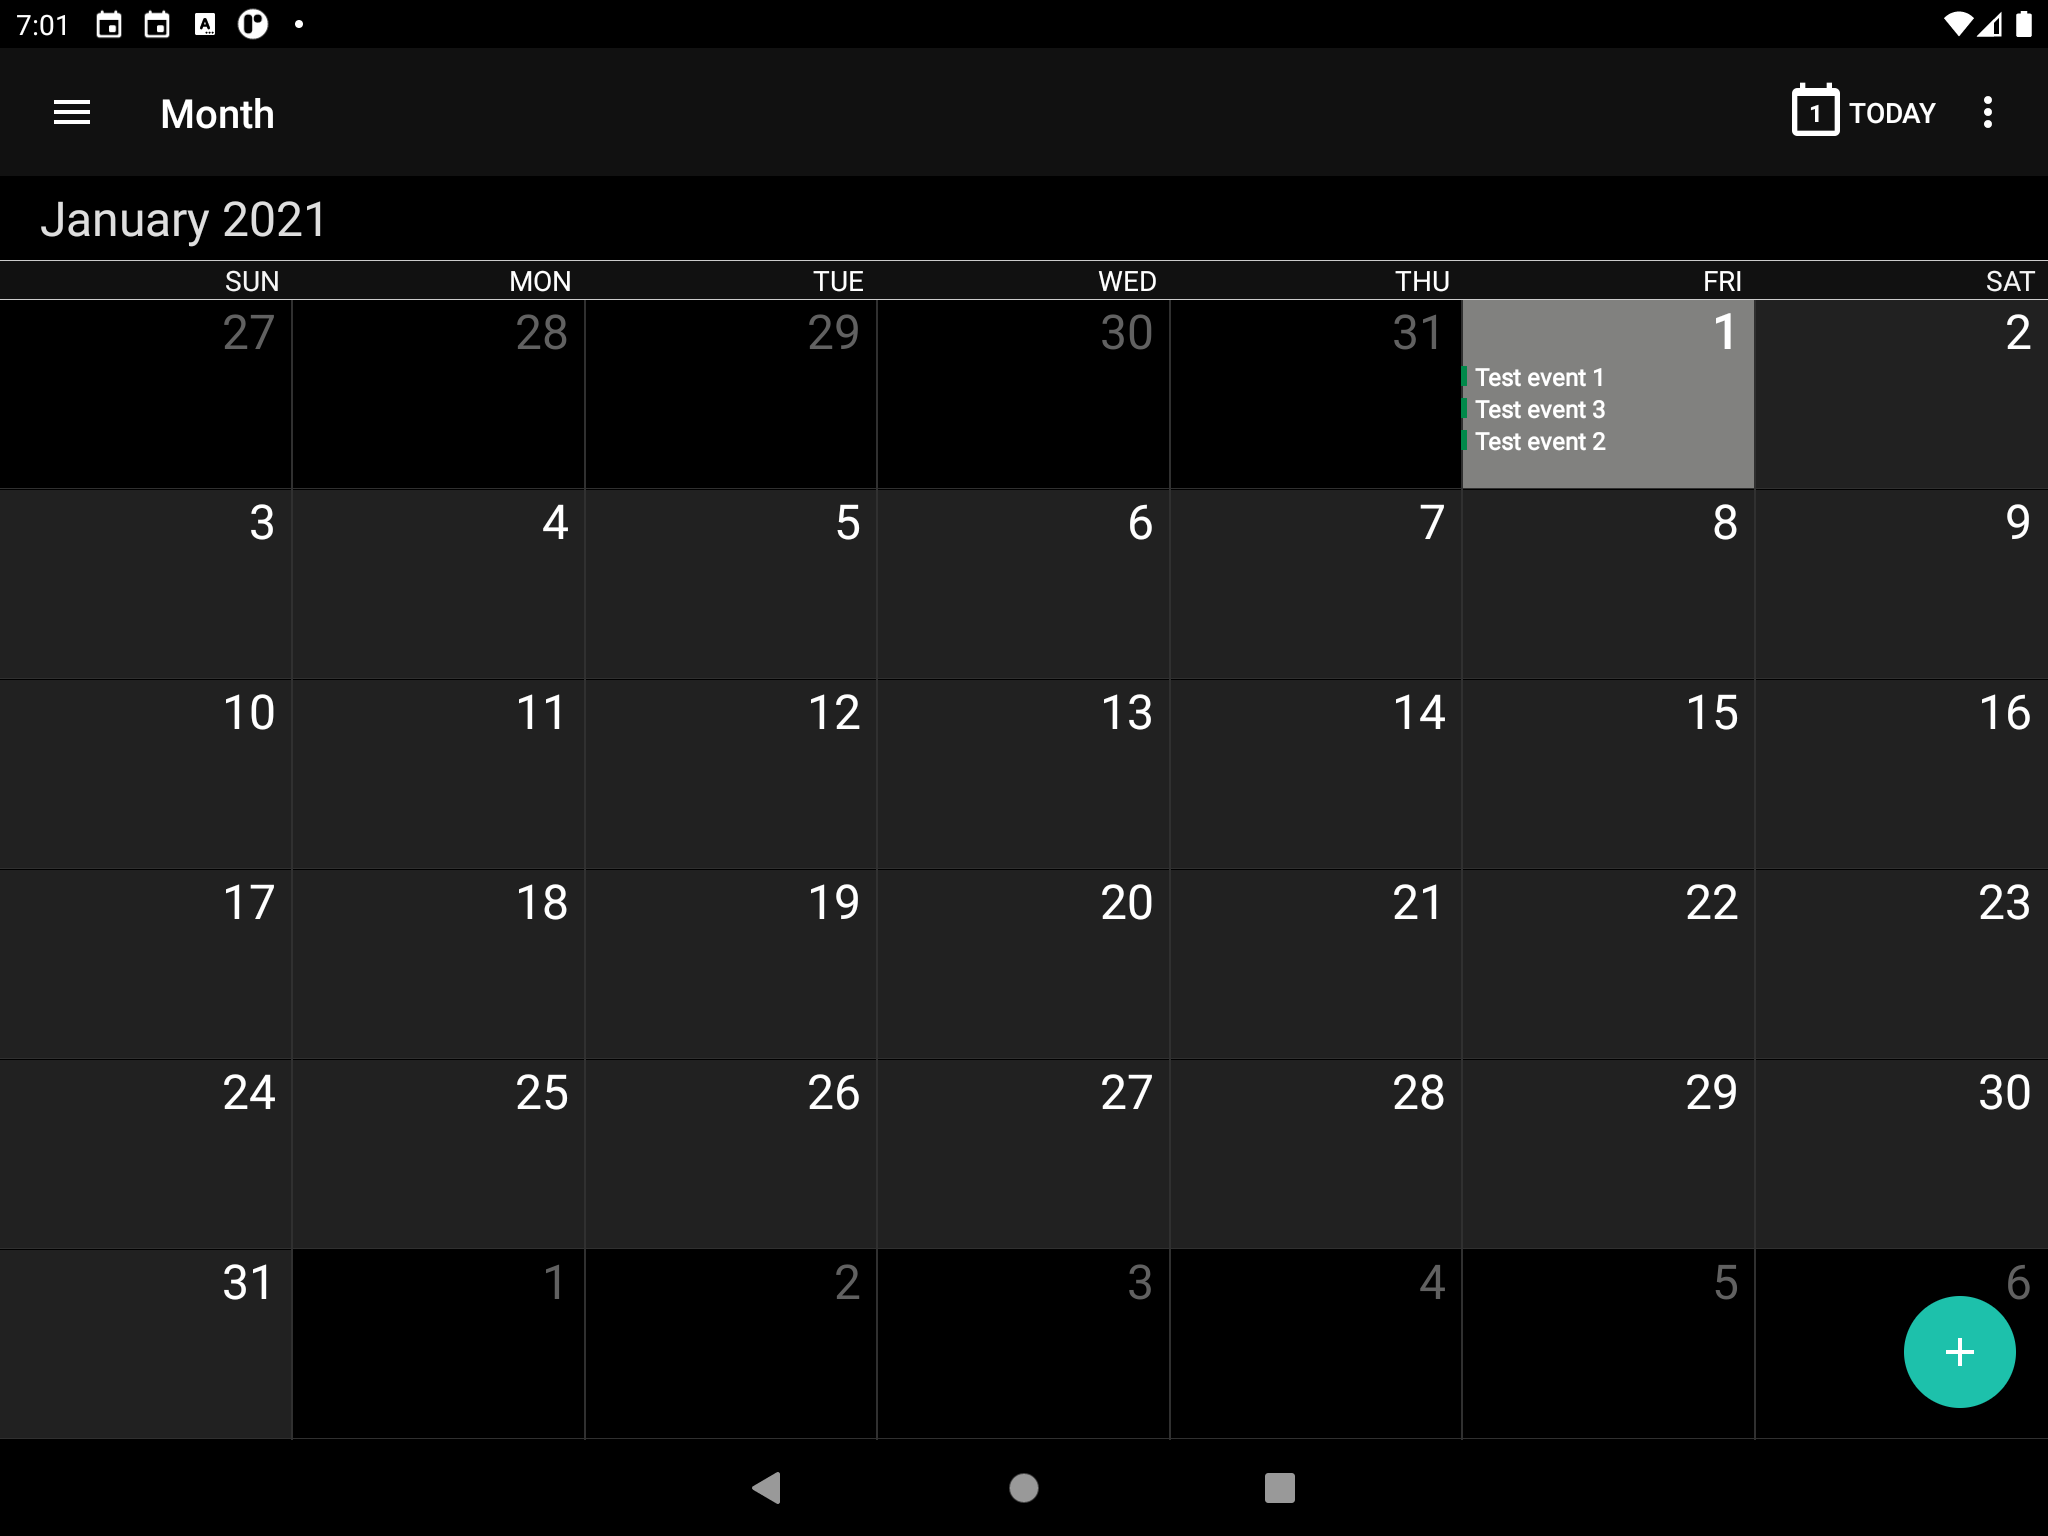 7:01
Month
1 TODAY
January 2021
SUN MON TUE WED THU FRI SAT
27 28 29 30 31 1 2
Test event 1
Test event 3
Test event 2
3 4 5 6 7 8 9
10 11 12 13 14 15 16
17 18 19 20 21 22 23
24 25 26 27 28 29 30
31 1 2 3 4 5 6